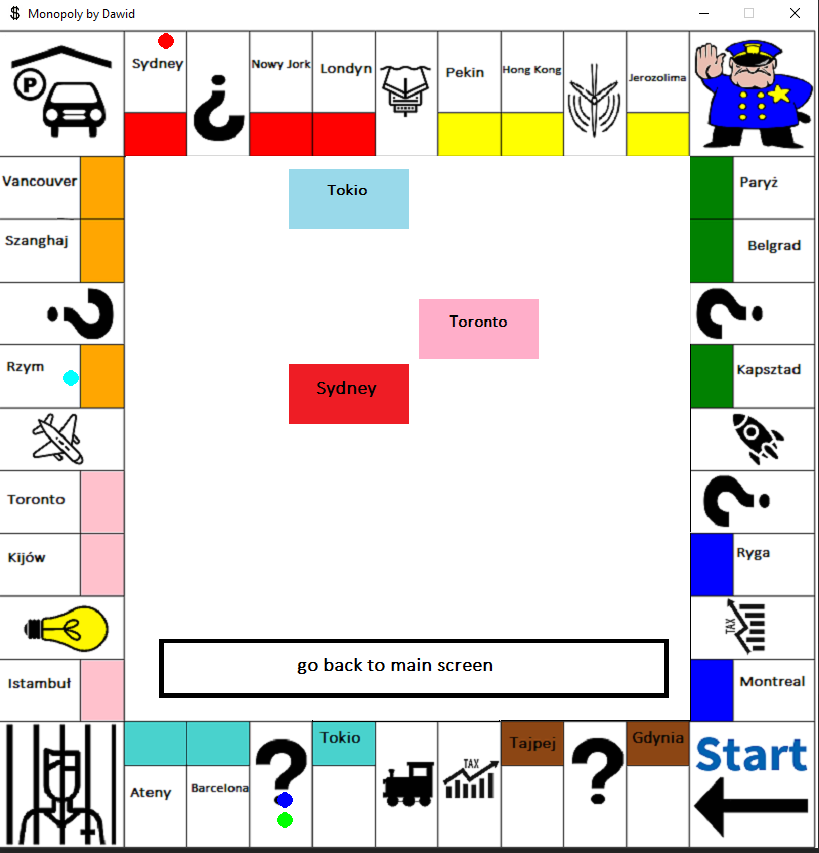 $ Monopoly by Dawid
P
Sydney
?
Nowy Jork
Londyn
Pekin
Hong Kong
Jerozolima
Vancouver
Szanghaj
?
Rzym
Toronto
Kijów
Istambuł
Tokio
Toronto
Sydney
go back to main screen
Paryż
Belgrad
?
Kapsztad
?
Ryga
TAX
Montreal
Ateny
Barcelona
?
Tokio
TAX
Tajpej
?
Gdynia
Start